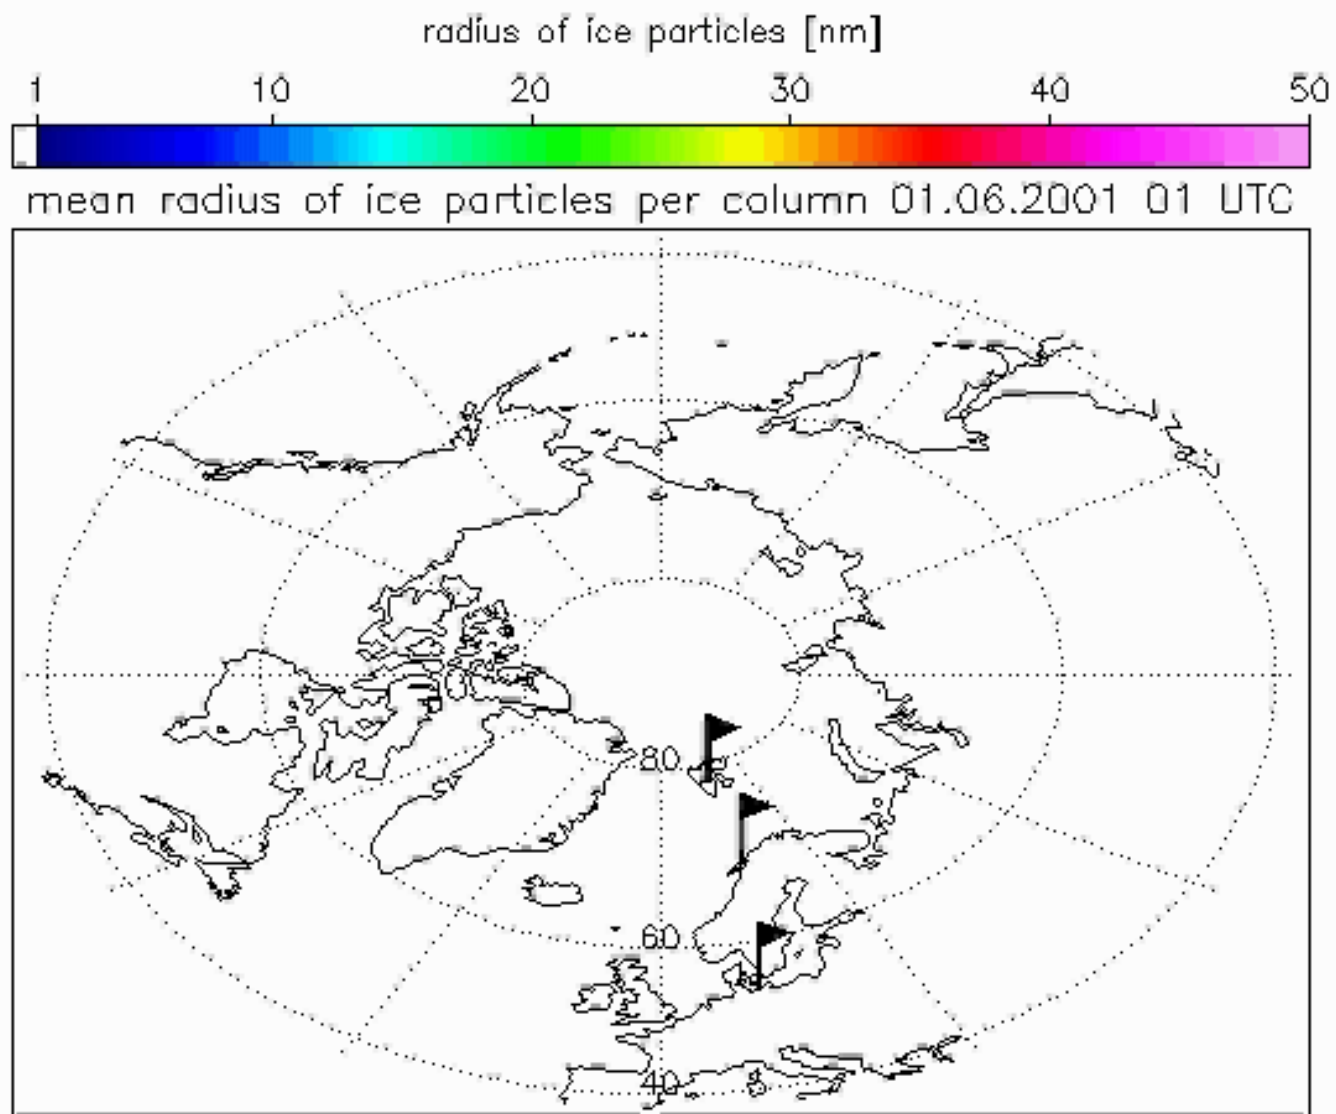 radius of ice particles [nm]
1 10 20 30 40 50
mean radius of ice particles per column 01.06.2001 01 UTC
80
60
40